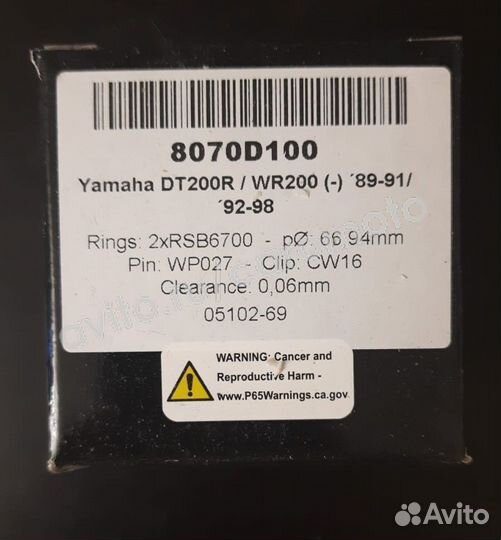 8070D100
Yamaha DT200R / WR200 (-) ´89-91/
´92-98
Rings: 2xRSB6700 - pØ: 66.94mm
Pin: WP027 - Clip: CW16
Clearance: 0,06mm
05102-69
WARNING: Cancer and
Reproductive Harm -
www.P65Warnings.ca.gov
Avito